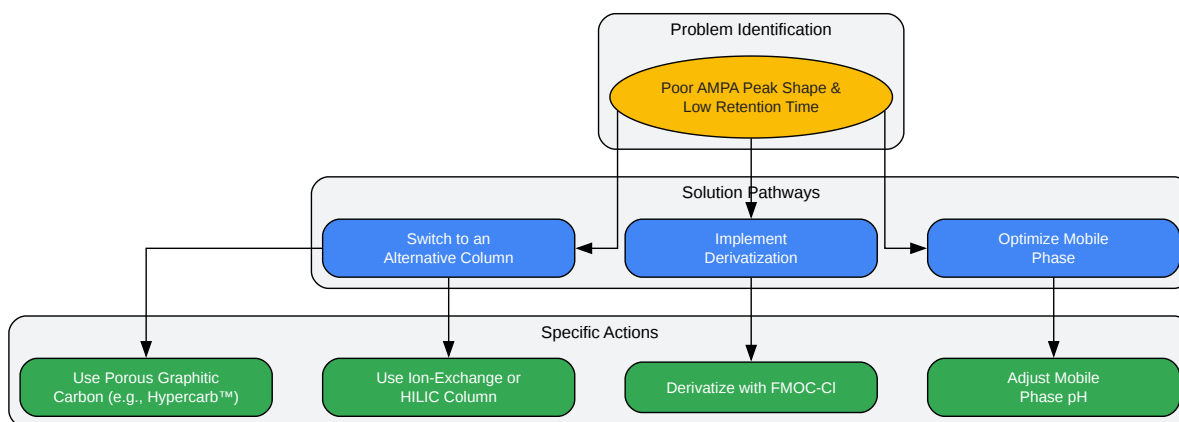 Problem Identification
Poor AMPA Peak Shape &
Low Retention Time
Solution Pathways
Switch to an
Alternative Column
Implement
Derivatization
Optimize Mobile
Phase
Specific Actions
Use Porous Graphitic
Carbon (e.g., Hypercarb™)
Use Ion-Exchange or
HILIC Column
Derivatize with FMOC-Cl
Adjust Mobile
Phase pH